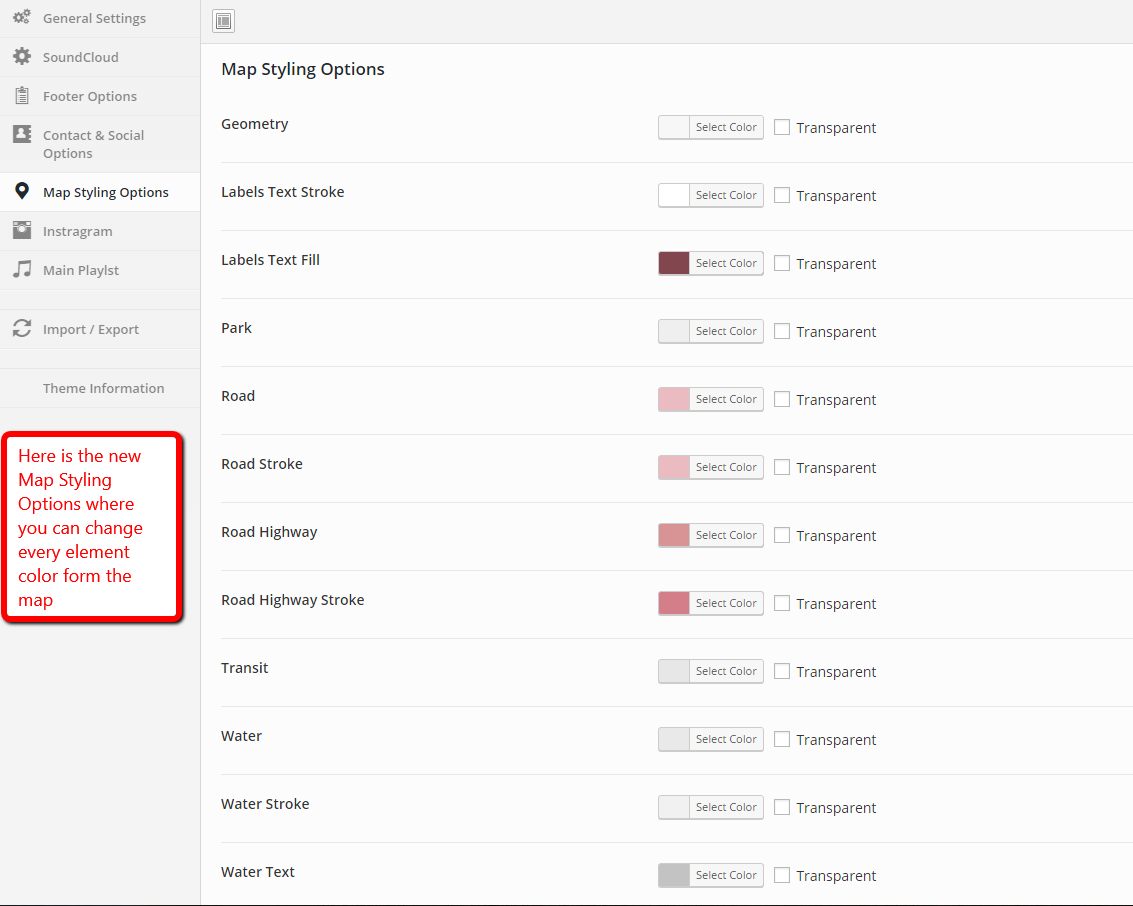 General Settings
SoundCloud
Footer Options
Contact & Social
Options
Map Styling Options
Instragram
Main Playlst
Import / Export
Theme Information
Here is the new
Map Styling
Options where
you can change
every element
color form the
map
Map Styling Options
Geometry Select Color Transparent
Labels Text Stroke Select Color Transparent
Labels Text Fill Select Color Transparent
Park Select Color Transparent
Road Select Color Transparent
Road Stroke Select Color Transparent
Road Highway Select Color Transparent
Road Highway Stroke Select Color Transparent
Transit Select Color Transparent
Water Select Color Transparent
Water Stroke Select Color Transparent
Water Text Select Color Transparent